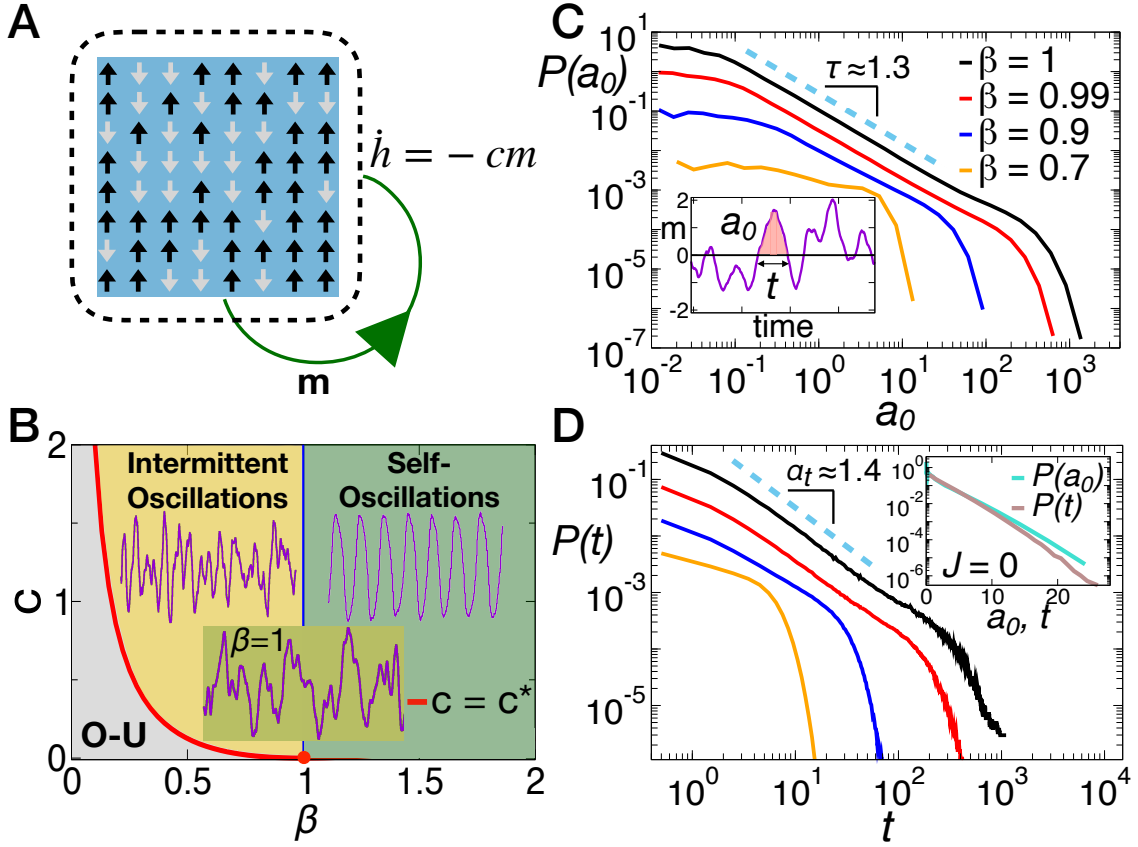 A
ḣ = − cm
m
B
2
1
0
C
Intermittent
Oscillations
Self-
Oscillations
β=1
C = C*
O-U
0 0.5 1 1.5 2
β
C
P(a₀)
10¹
10⁻¹
10⁻³
10⁻⁵
10⁻⁷
τ ≈1.3
β = 1
β = 0.99
β = 0.9
β = 0.7
2
m
0
-2
a₀
t
time
10⁻² 10⁻¹ 10⁰ 10¹ 10² 10³
a₀
D
P(t)
10⁻¹
10⁻³
10⁻⁵
αₜ≈1.4
10⁰
10⁻²
10⁻⁴
10⁻⁶
P(a₀)
P(t)
J = 0
0 10 20
a₀, t
10⁰ 10¹ 10² 10³ 10⁴
t